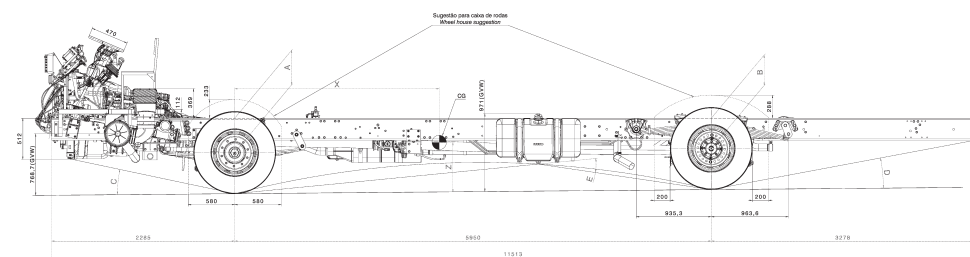 Sugestão para caixa de rodas
Wheel house suggestion
470
A
B
233
X
CG
971(GVW)
369
112
288
512
768.7(GVW)
C
Z
E
D
580
580
200
200
935,3
963,6
2285
5950
3278
11513